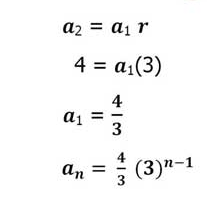 a₂ = a₁ r
4 = a₁(3)
a₁ = 4/3
aₙ = 4/3 (3)ⁿ⁻¹